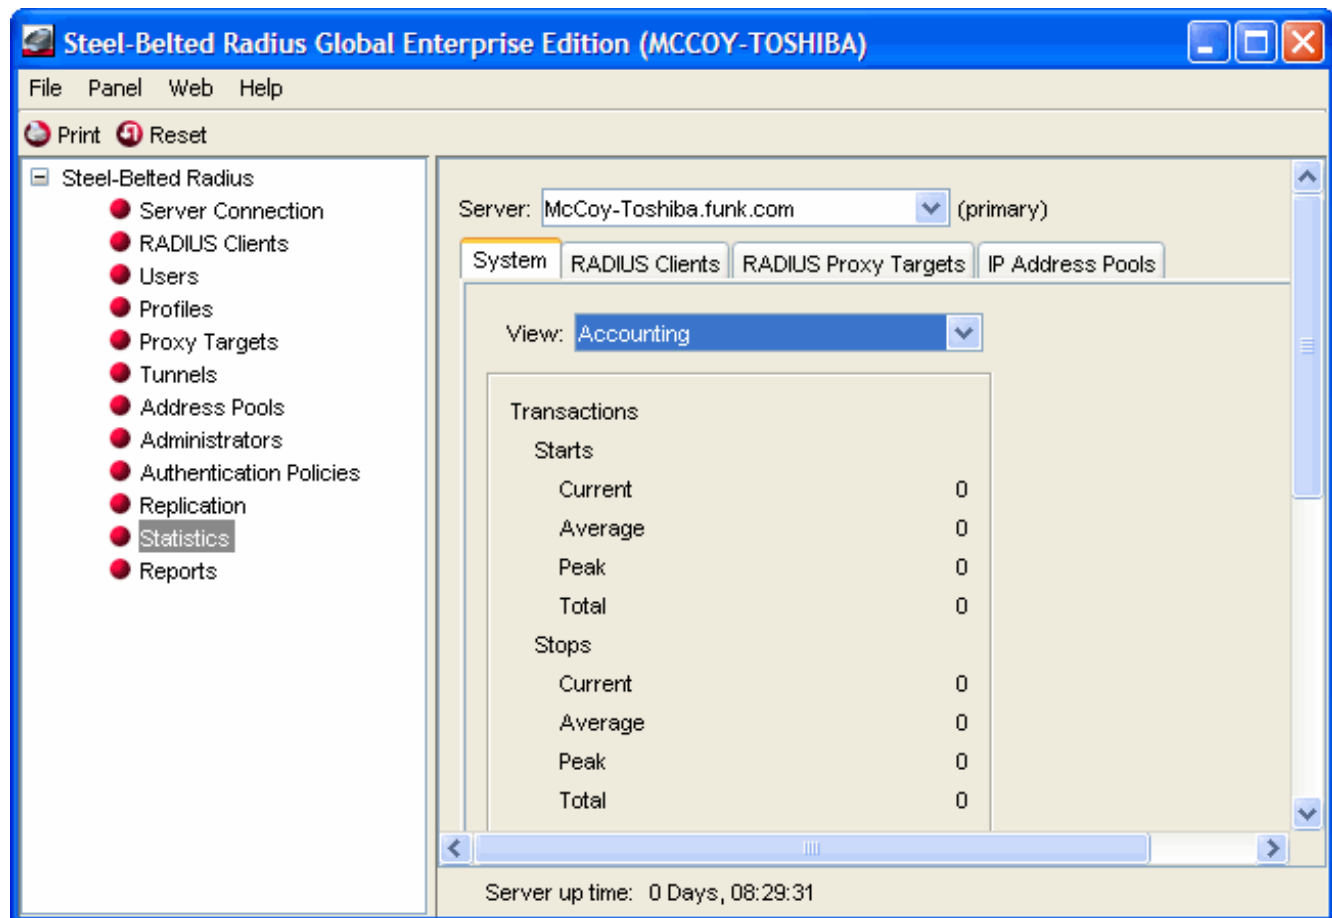 Steel-Belted Radius Global Enterprise Edition (MCCOY-TOSHIBA)
File Panel Web Help
Print Reset
Steel-Belted Radius
Server Connection
RADIUS Clients
Users
Profiles
Proxy Targets
Tunnels
Address Pools
Administrators
Authentication Policies
Replication
Statistics
Reports
Server: McCoy-Toshiba.funk.com (primary)
System RADIUS Clients RADIUS Proxy Targets IP Address Pools
View: Accounting
Transactions
Starts
Current 0
Average 0
Peak 0
Total 0
Stops
Current 0
Average 0
Peak 0
Total 0
Server up time: 0 Days, 08:29:31